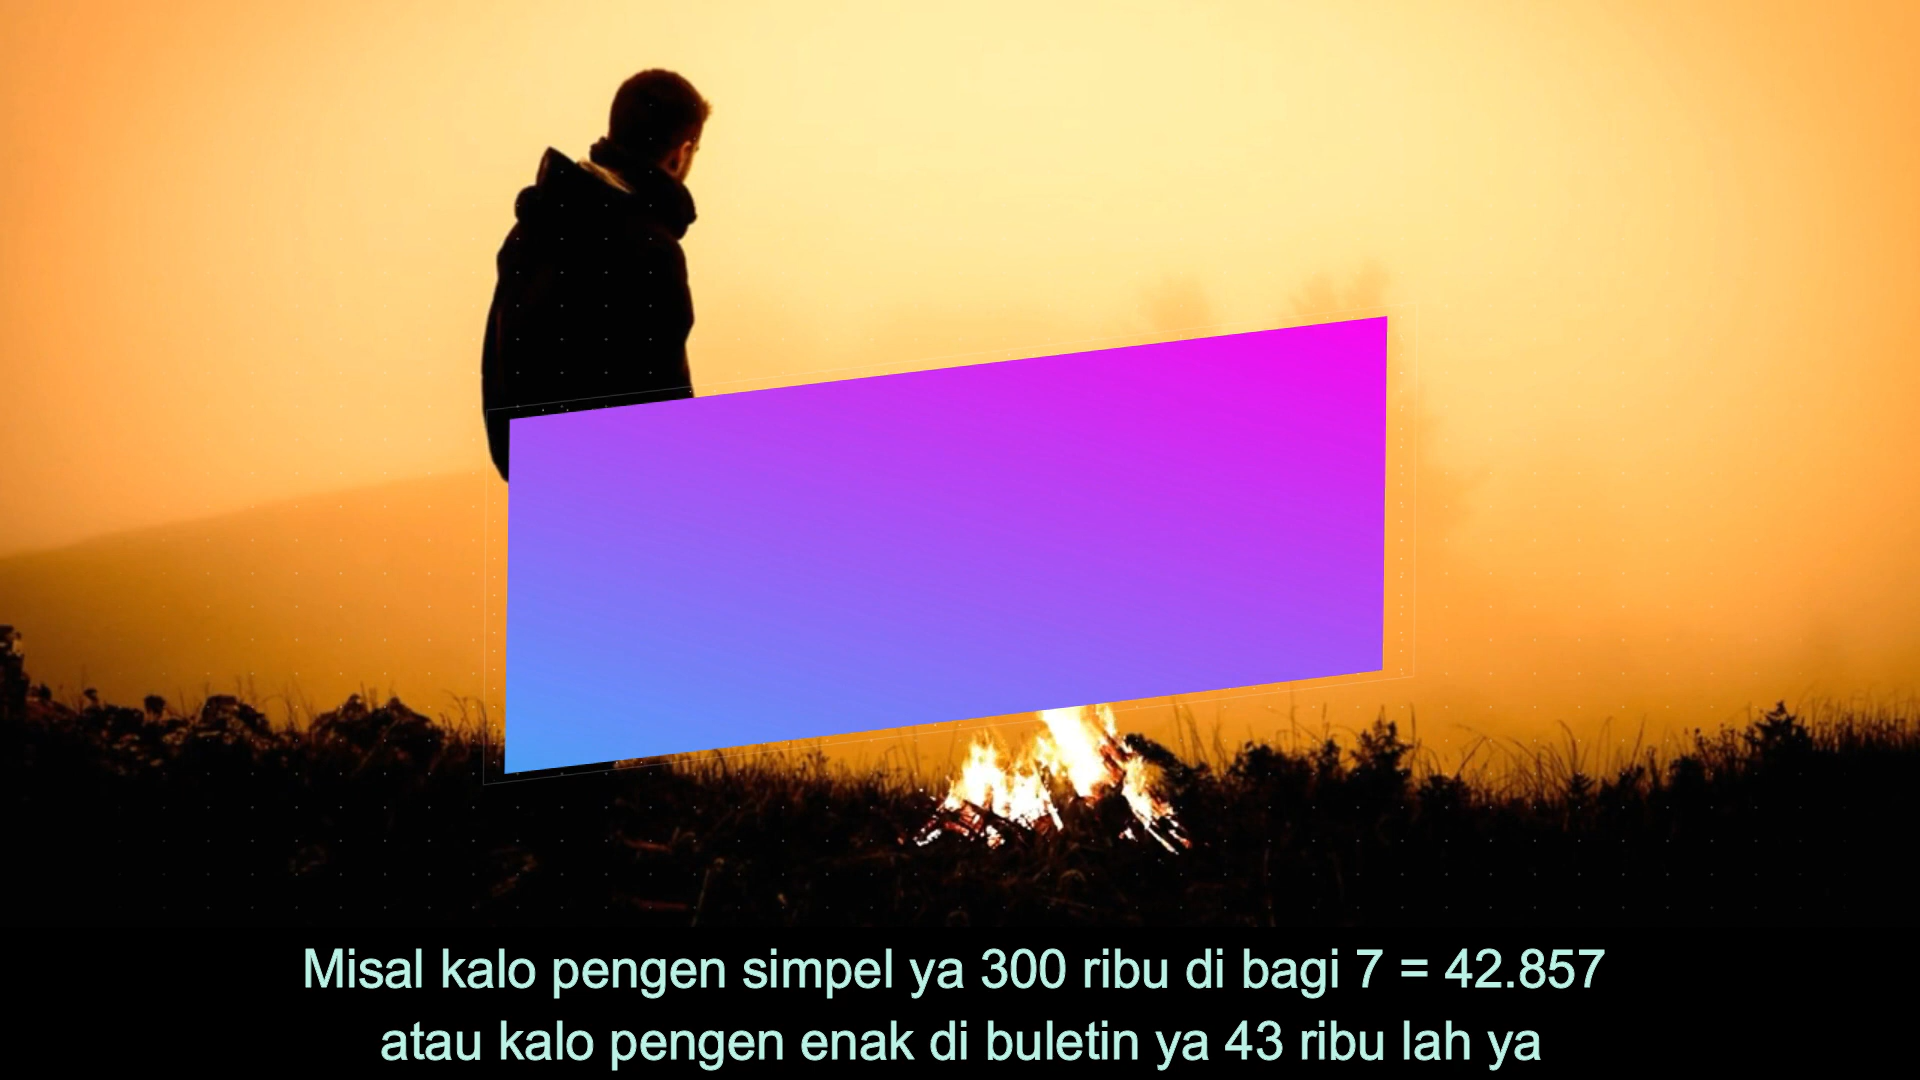 Misal kalo pengen simpel ya 300 ribu di bagi 7 = 42.857
atau kalo pengen enak di buletin ya 43 ribu lah ya